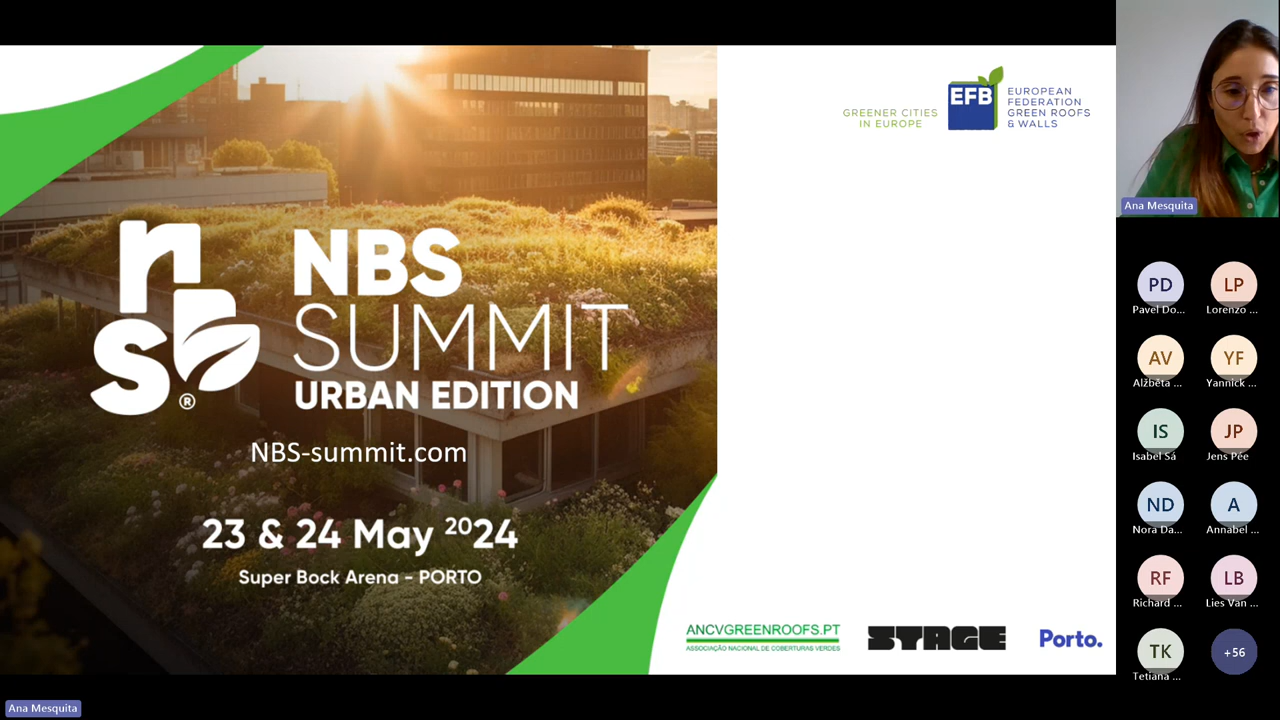 GREENER CITIES
IN EUROPE
EFB
EUROPEAN
FEDERATION
GREEN ROOFS
& WALLS
nbs®
NBS
SUMMIT
URBAN EDITION
NBS-summit.com
23 & 24 May 2024
Super Bock Arena - PORTO
ANCVGREENROOFS.PT
ASSOCIAÇÃO NACIONAL DE COBERTURAS VERDES
STAGE
Porto.
Ana Mesquita
Ana Mesquita
PD
LP
Pavel Do...
Lorenzo ...
AV
YF
Alžběta ...
Yannick ...
IS
JP
Isabel Sá
Jens Pée
ND
A
Nora Da...
Annabel ...
RF
LB
Richard ...
Lies Van ...
TK
+56
Tetiana ...